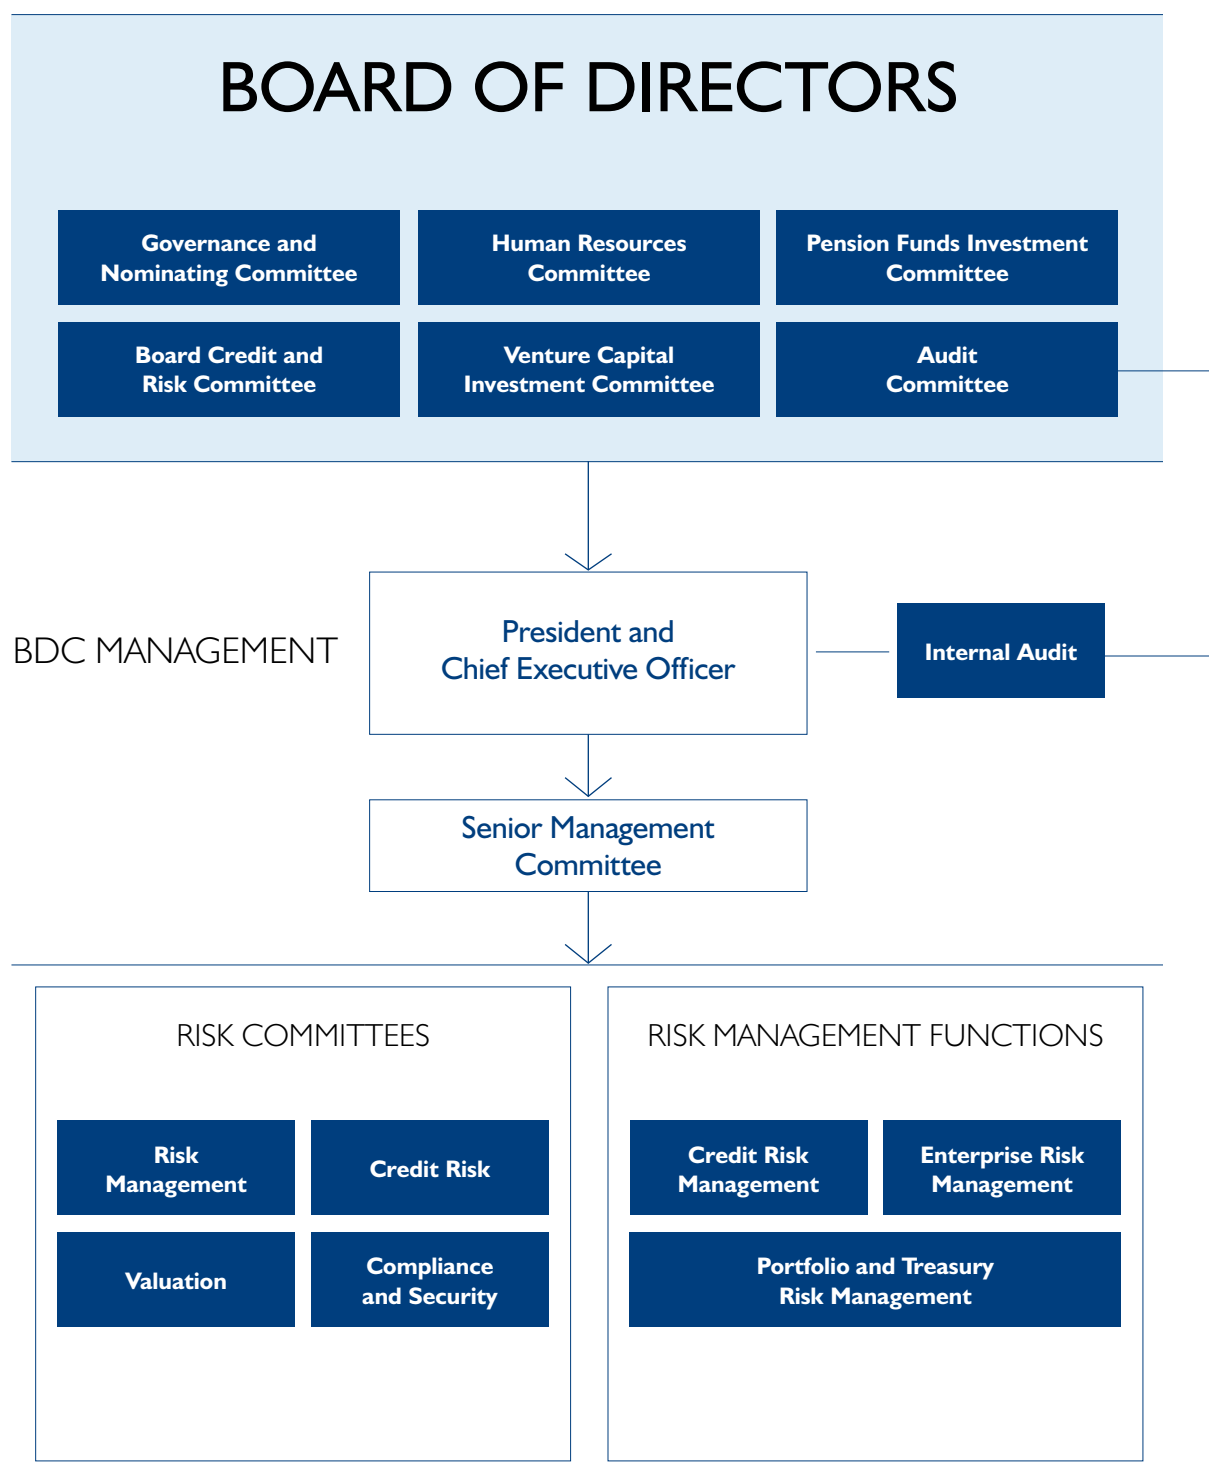 BOARD OF DIRECTORS
Governance and
Nominating Committee
Human Resources
Committee
Pension Funds Investment
Committee
Board Credit and
Risk Committee
Venture Capital
Investment Committee
Audit
Committee
BDC MANAGEMENT
President and
Chief Executive Officer
Internal Audit
Senior Management
Committee
RISK COMMITTEES
Risk
Management
Credit Risk
Valuation
Compliance
and Security
RISK MANAGEMENT FUNCTIONS
Credit Risk
Management
Enterprise Risk
Management
Portfolio and Treasury
Risk Management